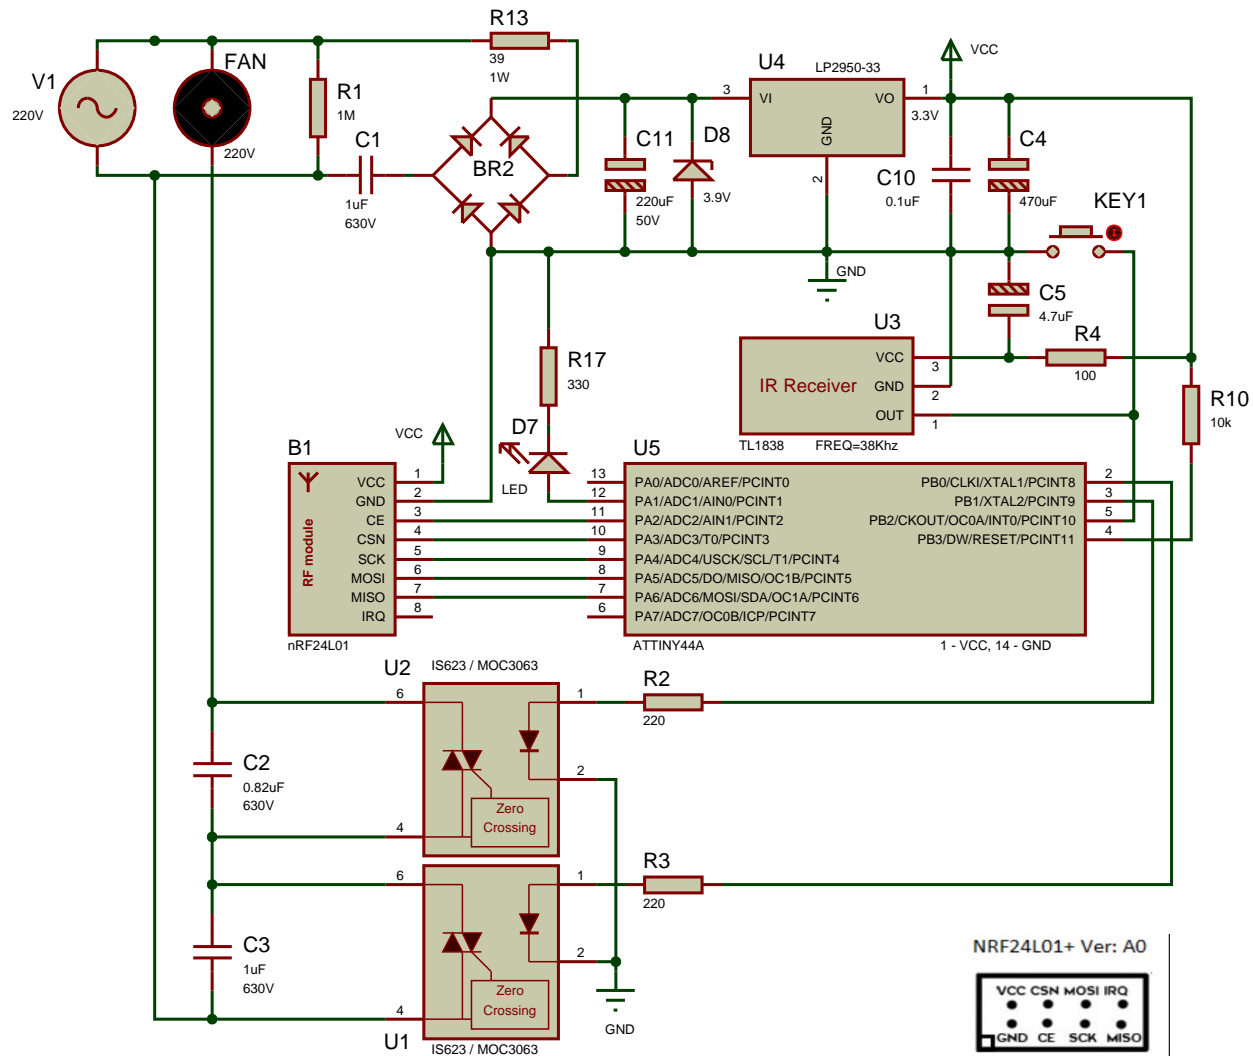 R13
39
1W
V1
220V
FAN
220V
R1
1M
C1
1uF
630V
BR2
C11
220uF
50V
D8
3.9V
U4
LP2950-33
3
VI
VO
1
GND
2
3.3V
VCC
C10
0.1uF
C4
470uF
KEY1
GND
C5
4.7uF
R4
100
R10
10k
U3
IR Receiver
VCC
3
GND
2
OUT
1
TL1838
FREQ=38Khz
R17
330
D7
LED
VCC
B1
RF module
VCC
1
GND
2
CE
3
CSN
4
SCK
5
MOSI
6
MISO
7
IRQ
8
nRF24L01
U5
13
PA0/ADC0/AREF/PCINT0
12
PA1/ADC1/AIN0/PCINT1
11
PA2/ADC2/AIN1/PCINT2
10
PA3/ADC3/T0/PCINT3
9
PA4/ADC4/USCK/SCL/T1/PCINT4
8
PA5/ADC5/DO/MISO/OC1B/PCINT5
7
PA6/ADC6/MOSI/SDA/OC1A/PCINT6
6
PA7/ADC7/OC0B/ICP/PCINT7
PB0/CLKI/XTAL1/PCINT8
2
PB1/XTAL2/PCINT9
3
PB2/CKOUT/OC0A/INT0/PCINT10
5
PB3/DW/RESET/PCINT11
4
ATTINY44A
1 - VCC, 14 - GND
U2
IS623 / MOC3063
6
4
1
2
Zero
Crossing
R2
220
C2
0.82uF
630V
6
4
1
2
Zero
Crossing
U1
IS623 / MOC3063
R3
220
C3
1uF
630V
GND
NRF24L01+ Ver: A0
VCC CSN MOSI IRQ
GND CE SCK MISO